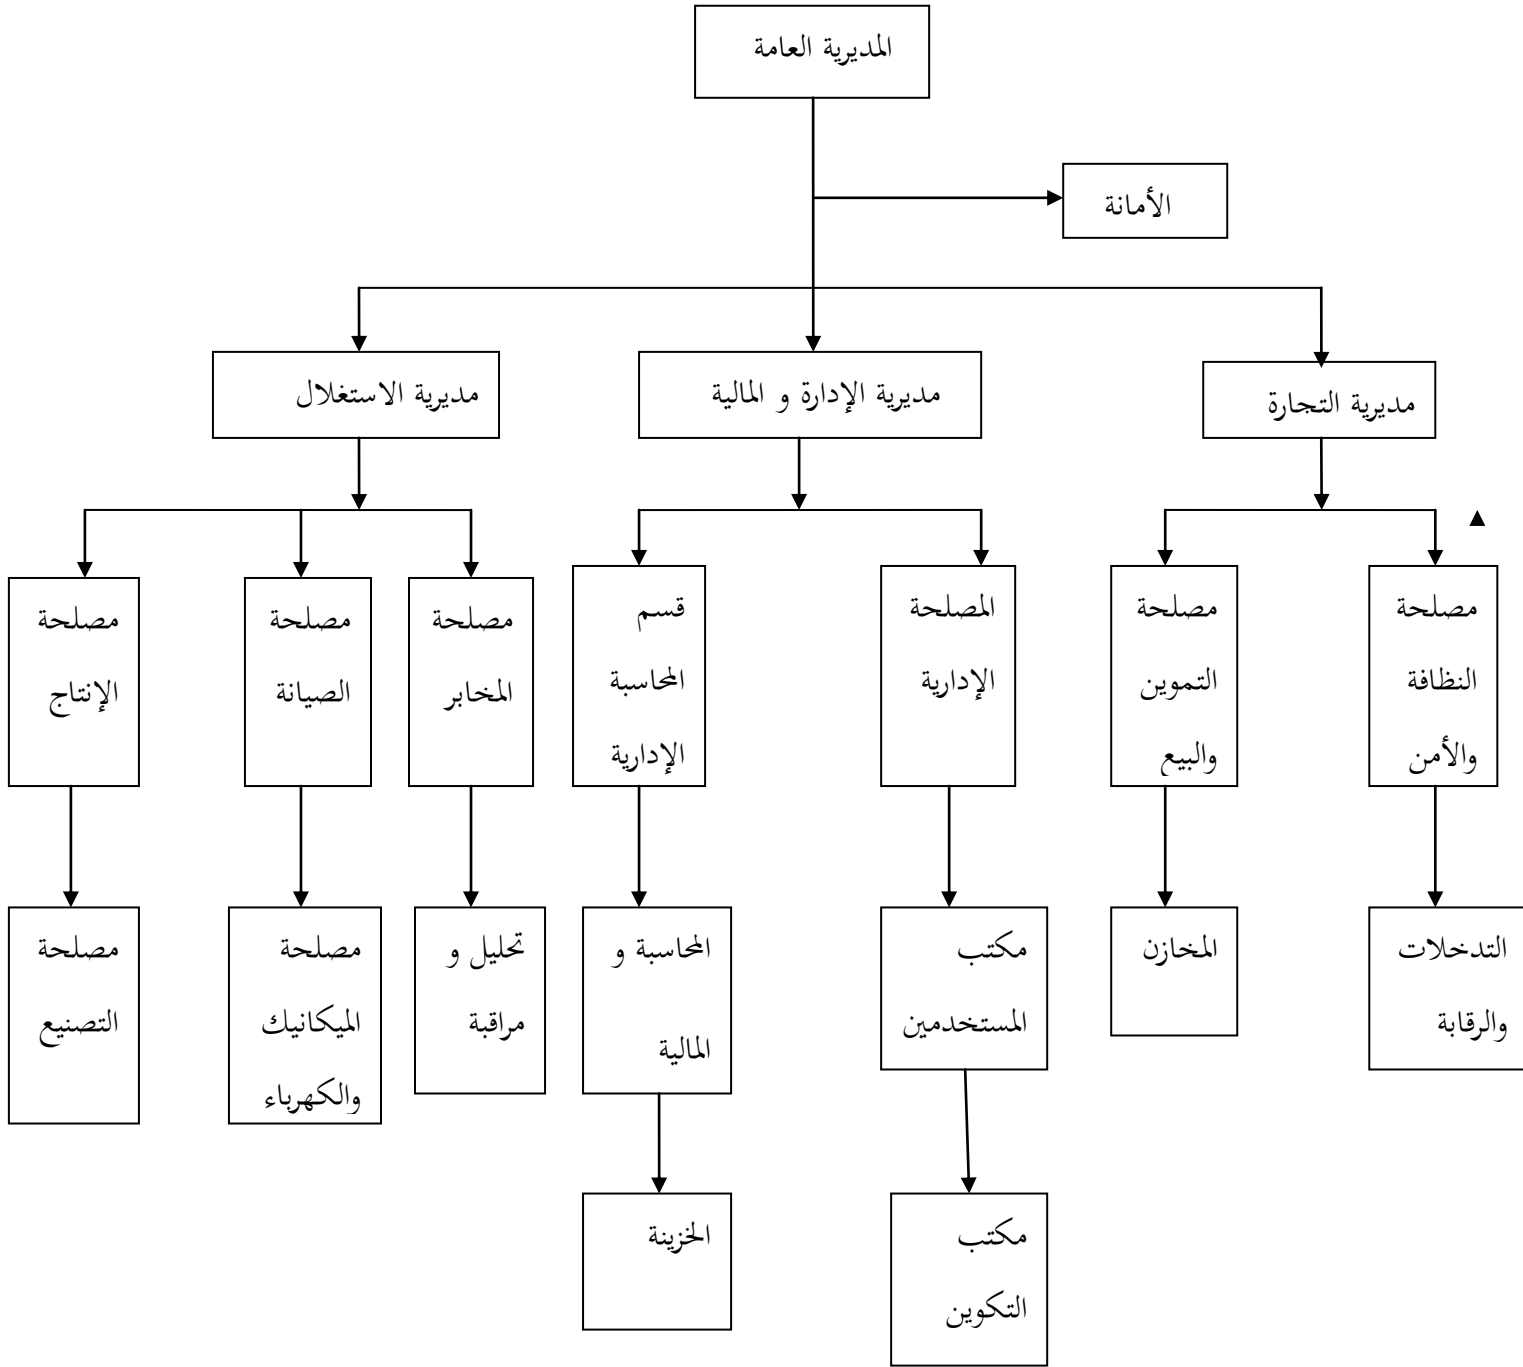 المديرية العامة
الأمانة
مديرية التجارة
مديرية الإدارة و المالية
مديرية الاستغلال
مصلحة
النظافة
والأمن
مصلحة
التموين
والبيع
المصلحة
الإدارية
قسم
المحاسبة
الإدارية
مصلحة
المخابر
مصلحة
الصيانة
مصلحة
الإنتاج
التدخلات
والرقابة
المخازن
مكتب
المستخدمين
المحاسبة و
المالية
تحليل و
مراقبة
مصلحة
الميكانيك
والكهرباء
مصلحة
التصنيع
مكتب
التكوين
الخزينة